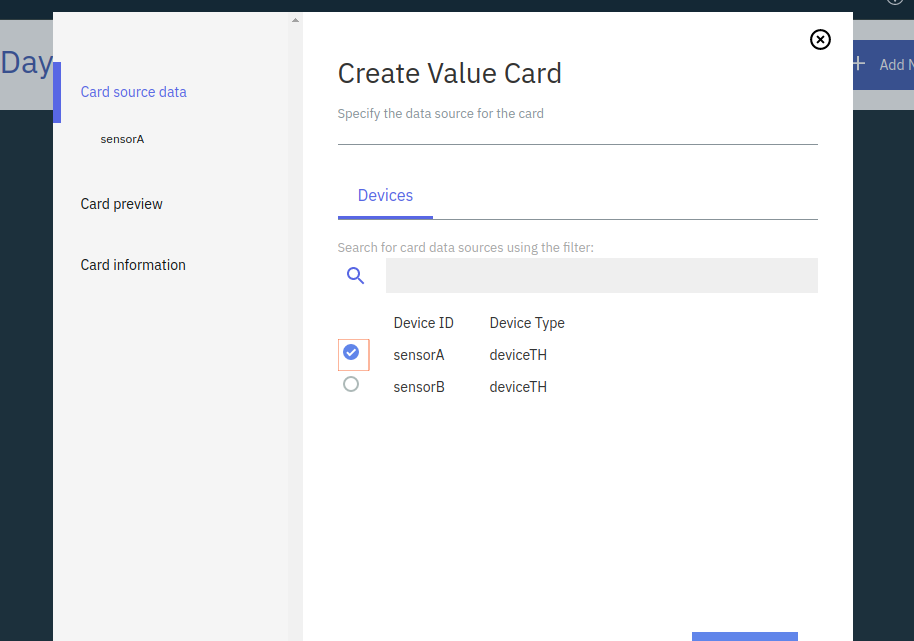 Day
Add N
Card source data
sensorA
Card preview
Card information
Create Value Card
Specify the data source for the card
Devices
Search for card data sources using the filter:
Device ID Device Type
sensorA deviceTH
sensorB deviceTH